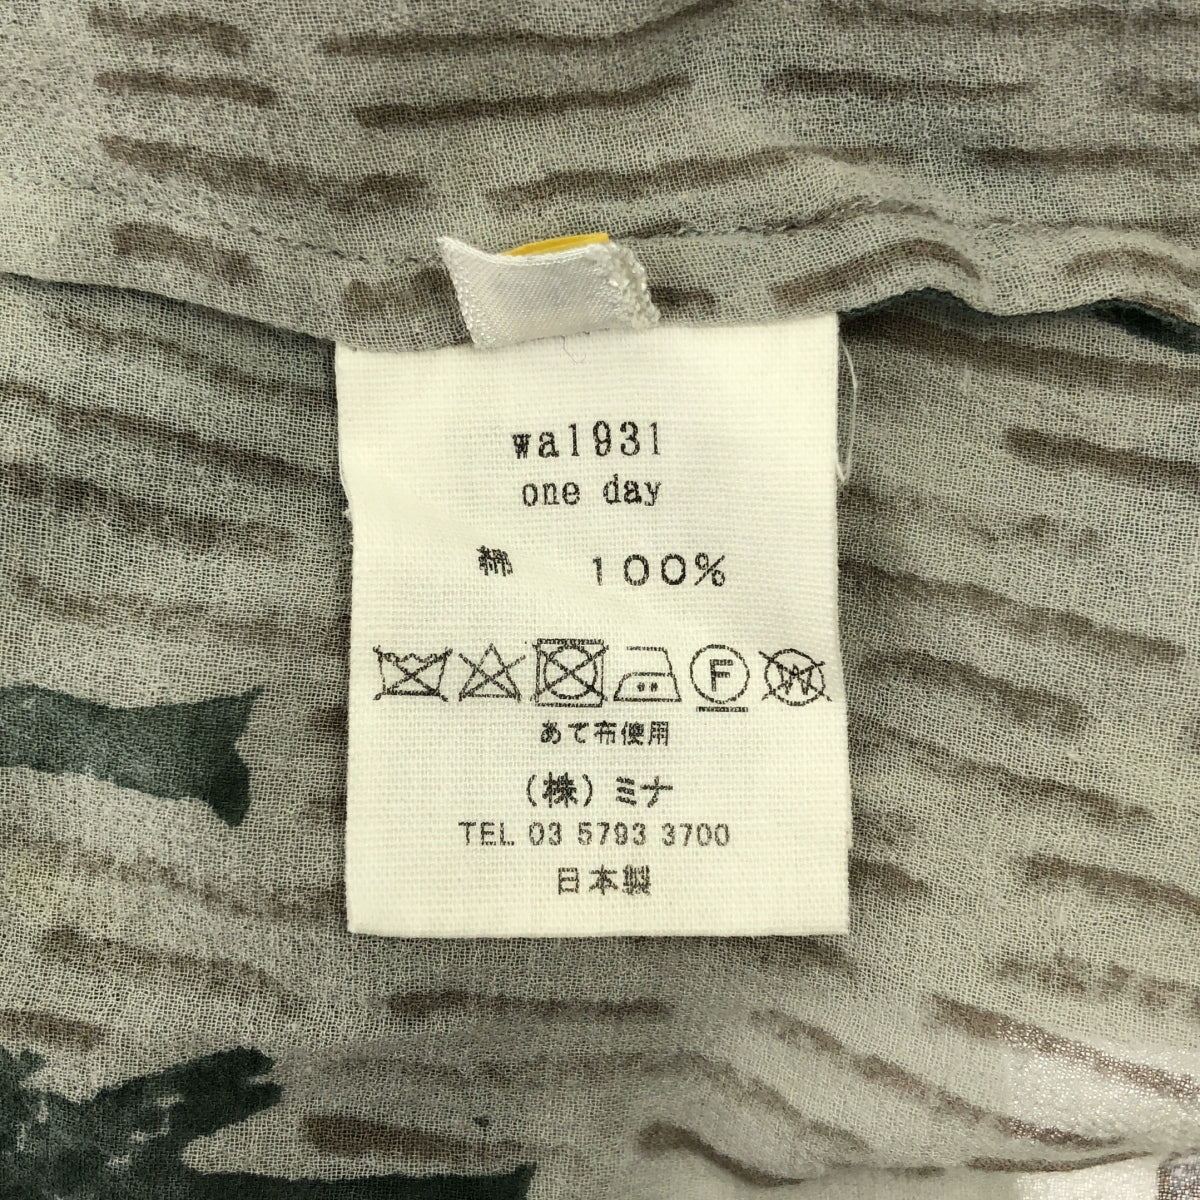 wa1931
one day
綿 100%
F W
あて布使用
(株)ミナ
TEL 03 5793 3700
日本製